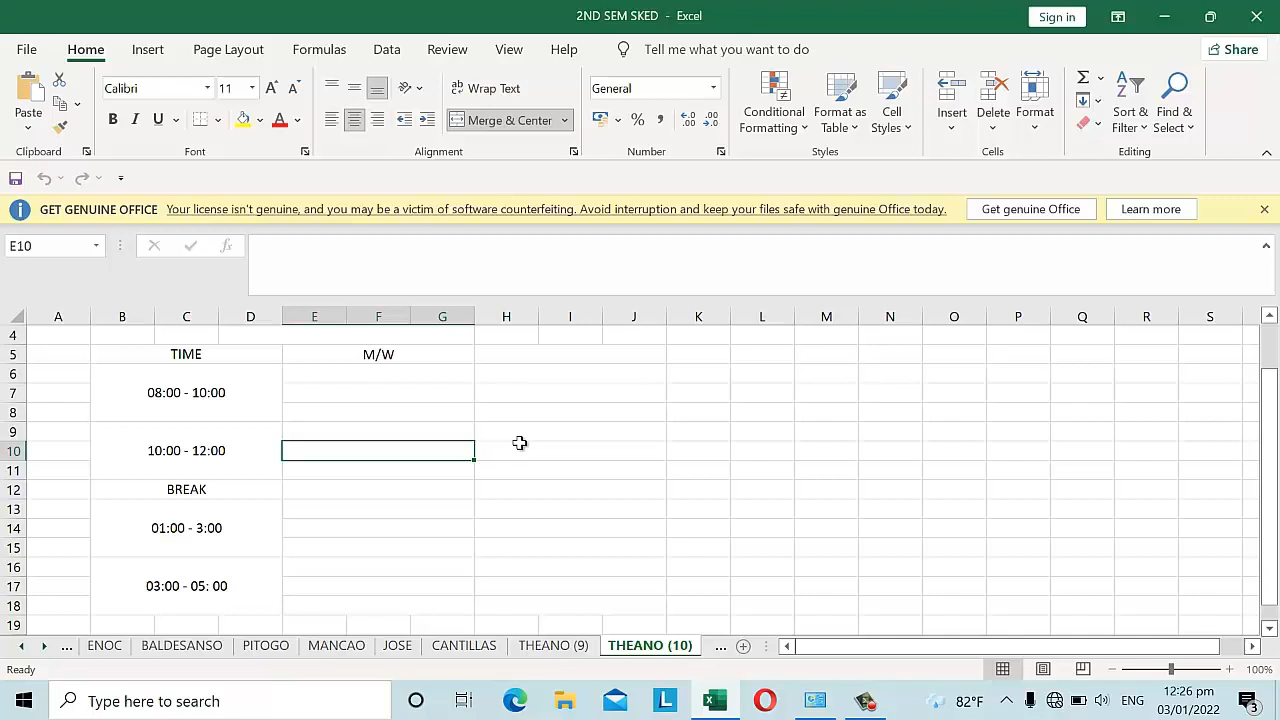 2ND SEM SKED - Excel
Sign in
File Home Insert Page Layout Formulas Data Review View Help Tell me what you want to do Share
Paste
Calibri 11 A A
B I U A
Wrap Text
Merge & Center
General
% ,
Conditional Formatting
Format as Table
Cell Styles
Insert Delete Format
Sort & Filter
Find & Select
Clipboard Font Alignment Number Styles Cells Editing
GET GENUINE OFFICE Your license isn't genuine, and you may be a victim of software counterfeiting. Avoid interruption and keep your files safe with genuine Office today. Get genuine Office Learn more
E10 fx
A B C D E F G H I J K L M N O P Q R S
4
5 TIME M/W
6
7 08:00 - 10:00
8
9
10 10:00 - 12:00
11
12 BREAK
13
14 01:00 - 3:00
15
16
17 03:00 - 05: 00
18
19
... ENOC BALDESANSO PITOGO MANCAO JOSE CANTILLAS THEANO (9) THEANO (10) ...
Ready 100%
Type here to search
L
82°F ENG
12:26 pm
03/01/2022
3